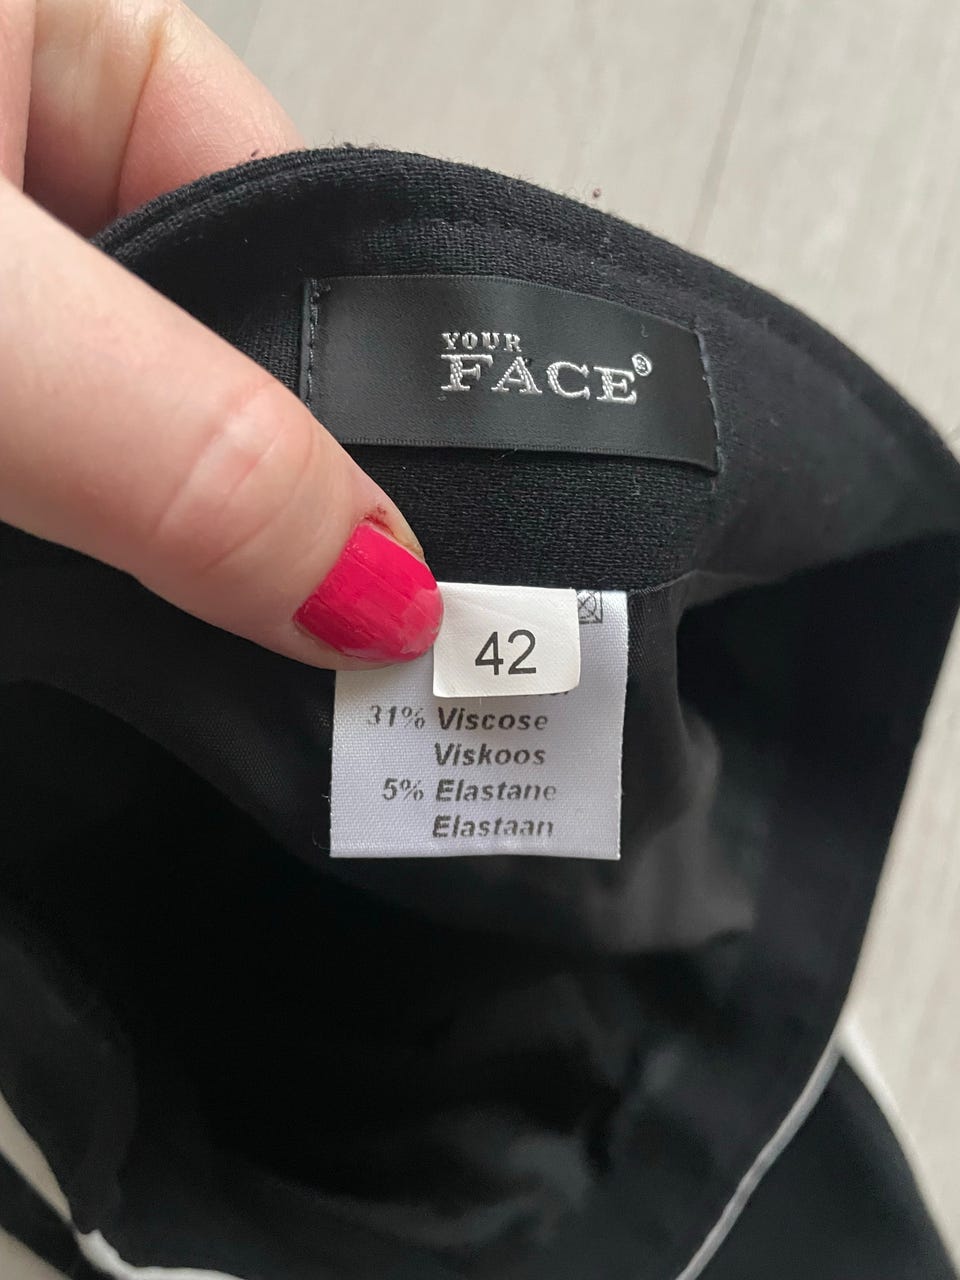 YOUR
FACE®
42
31% Viscose
Viskoos
5% Elastane
Elastaan